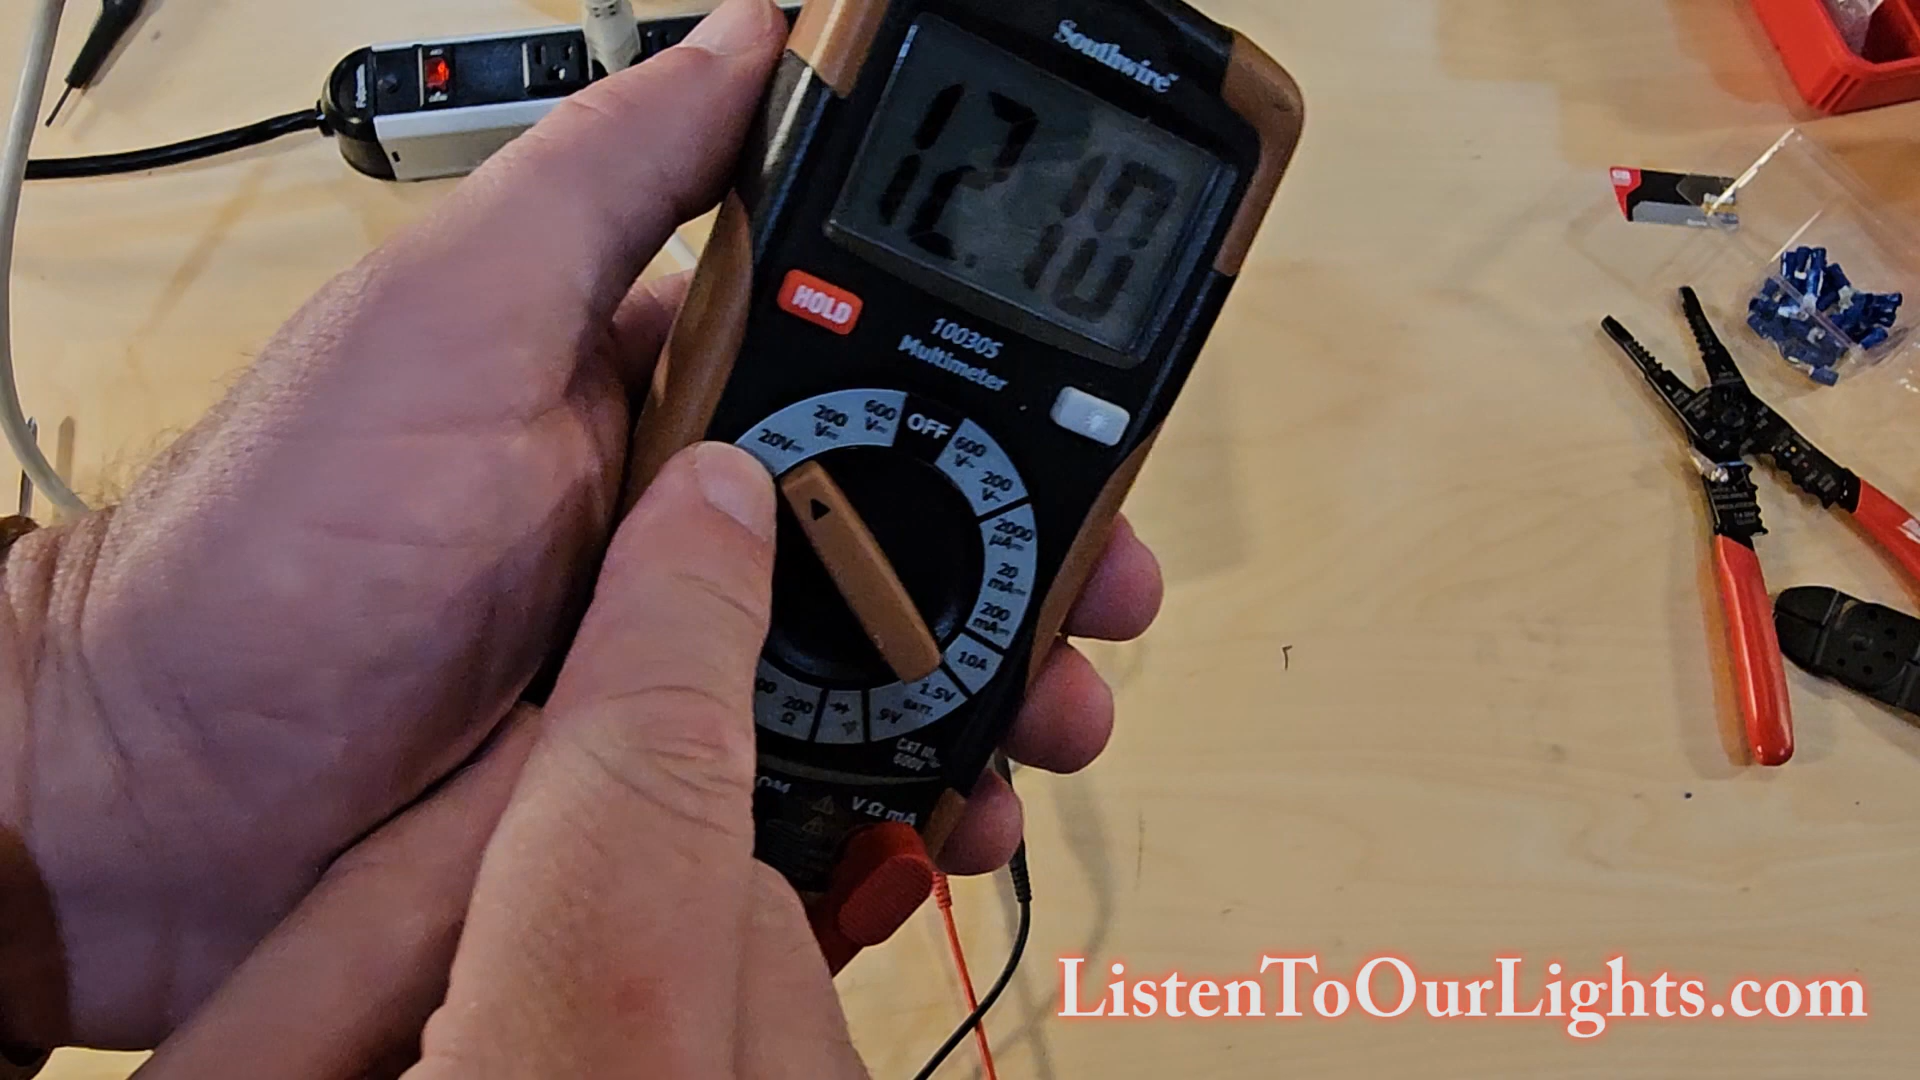 Southwire
12.10
HOLD
10030S
Multimeter
OFF
600
V
200
V
20V
600
V
200
V
2000
µA
20
mA
200
mA
10A
1.5V
BATT.
9V
200
Ω
CAT III
600V
VΩmA
ListenToOurLights.com